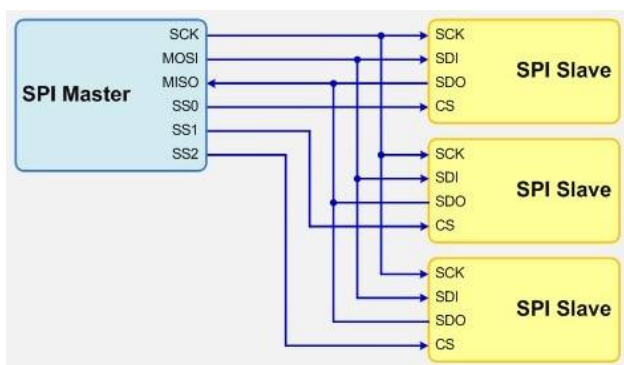 SPI Master
SCK
MOSI
MISO
SS0
SS1
SS2
SCK
SDI
SDO
CS
SPI Slave
SCK
SDI
SDO
CS
SPI Slave
SCK
SDI
SDO
CS
SPI Slave